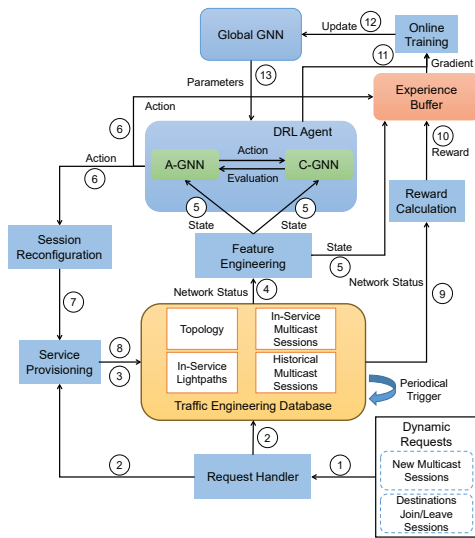 Global GNN
Update
12
Online
Training
11
Gradient
Parameters
13
Action
6
Experience
Buffer
DRL Agent
10
Reward
Action
6
A-GNN
Action
Evaluation
C-GNN
5
State
5
State
Reward
Calculation
Session
Reconfiguration
Feature
Engineering
State
5
Network Status
4
Network Status
9
7
Service
Provisioning
8
3
Topology
In-Service
Multicast
Sessions
In-Service
Lightpaths
Historical
Multicast
Sessions
Traffic Engineering Database
Periodical
Trigger
2
2
Request Handler
1
Dynamic
Requests
New Multicast
Sessions
Destinations
Join/Leave
Sessions